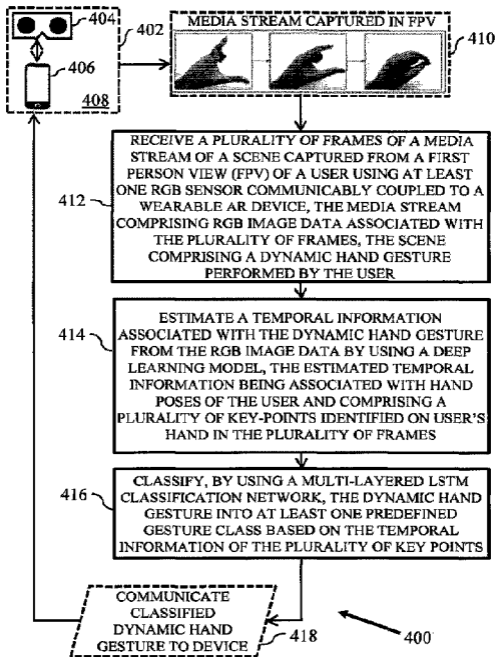 404
402
406
408
MEDIA STREAM CAPTURED IN FPV
410
RECEIVE A PLURALITY OF FRAMES OF A MEDIA
STREAM OF A SCENE CAPTURED FROM A FIRST
PERSON VIEW (FPV) OF A USER USING AT LEAST
ONE RGB SENSOR COMMUNICABLY COUPLED TO A
WEARABLE AR DEVICE, THE MEDIA STREAM
COMPRISING RGB IMAGE DATA ASSOCIATED WITH
THE PLURALITY OF FRAMES, THE SCENE
COMPRISING A DYNAMIC HAND GESTURE
PERFORMED BY THE USER
412
ESTIMATE A TEMPORAL INFORMATION
ASSOCIATED WITH THE DYNAMIC HAND GESTURE
FROM THE RGB IMAGE DATA BY USING A DEEP
LEARNING MODEL, THE ESTIMATED TEMPORAL
INFORMATION BEING ASSOCIATED WITH HAND
POSES OF THE USER AND COMPRISING A
PLURALITY OF KEY-POINTS IDENTIFIED ON USER'S
HAND IN THE PLURALITY OF FRAMES
414
CLASSIFY, BY USING A MULTI-LAYERED LSTM
CLASSIFICATION NETWORK, THE DYNAMIC HAND
GESTURE INTO AT LEAST ONE PREDEFINED
GESTURE CLASS BASED ON THE TEMPORAL
INFORMATION OF THE PLURALITY OF KEY POINTS
416
COMMUNICATE
CLASSIFIED
DYNAMIC HAND
GESTURE TO DEVICE
418
400